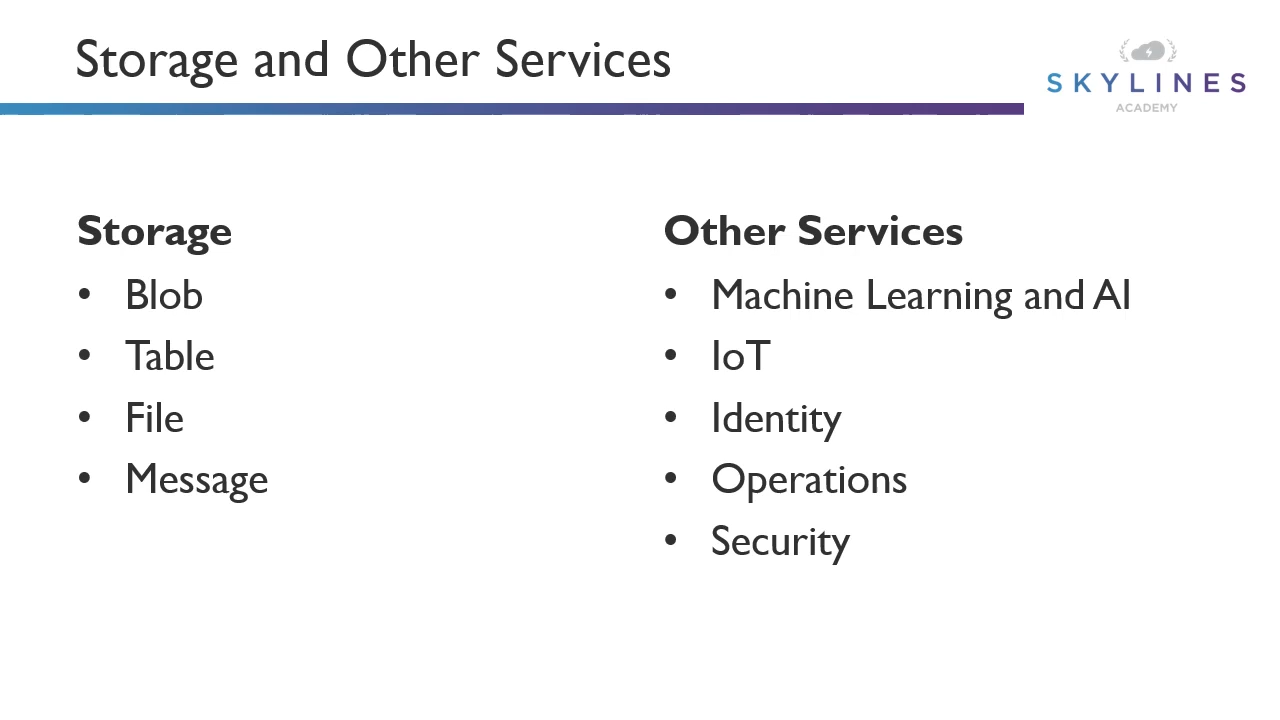 Storage and Other Services
SKYLINES
ACADEMY
Storage
• Blob
• Table
• File
• Message
Other Services
• Machine Learning and AI
• IoT
• Identity
• Operations
• Security